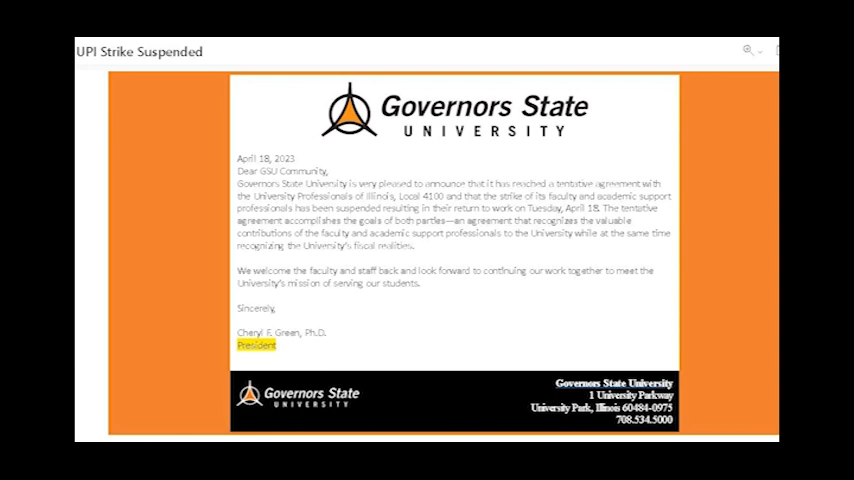 UPI Strike Suspended
Governors State
UNIVERSITY
April 18, 2023
Dear GSU Community,
Governors State University is very pleased to announce that it has reached a tentative agreement with
the University Professionals of Illinois, Local 4100 and that the strike of its faculty and academic support
professionals has been suspended resulting in their return to work on Tuesday, April 18. The tentative
agreement accomplishes the goals of both parties—an agreement that recognizes the valuable
contributions of the faculty and academic support professionals to the University while at the same time
recognizing the University's fiscal realities.
We welcome the faculty and staff back and look forward to continuing our work together to meet the
University's mission of serving our students.
Sincerely,
Cheryl F. Green, Ph.D.
President
Governors State
UNIVERSITY
Governors State University
1 University Parkway
University Park, Illinois 60484-0975
708.534.5000